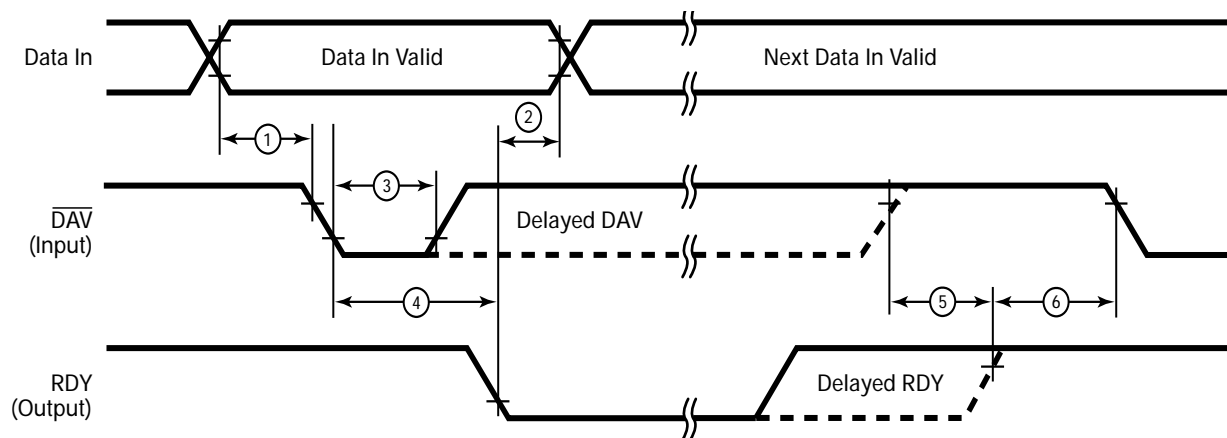 Data In
Data In Valid
Next Data In Valid
1
2
3
DAV
(Input)
Delayed DAV
4
5
6
RDY
(Output)
Delayed RDY